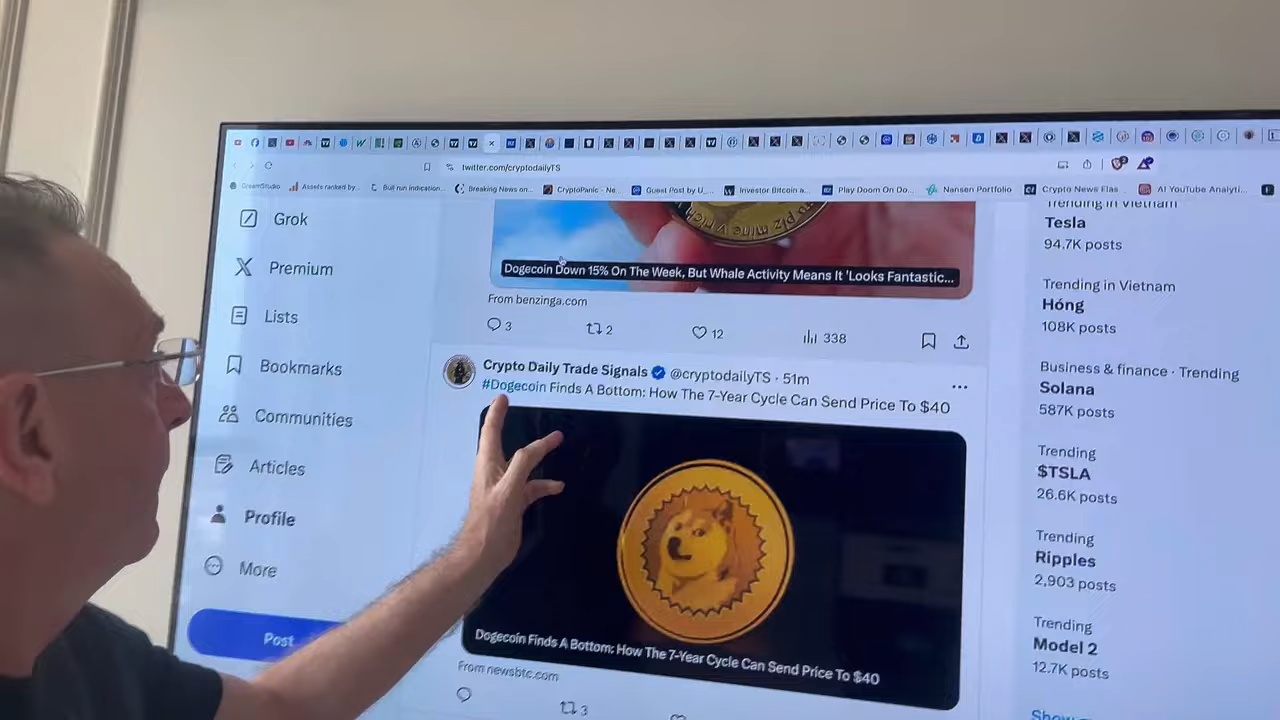 twitter.com/cryptodailyTS
DreamStudio
Assets ranked by...
Bull run indication...
Breaking News on...
CryptoPanic - Ne...
Guest Post by U_...
Investor Bitcoin a...
Play Doom On Do...
Nansen Portfolio
Crypto News Flas...
AI YouTube Analyti...
Grok
Premium
Lists
Bookmarks
Communities
Articles
Profile
More
Post
plz mine v rich
Dogecoin Down 15% On The Week, But Whale Activity Means It 'Looks Fantastic...
From benzinga.com
3
2
12
338
Crypto Daily Trade Signals @cryptodailyTS · 51m
#Dogecoin Finds A Bottom: How The 7-Year Cycle Can Send Price To $40
Dogecoin Finds A Bottom: How The 7-Year Cycle Can Send Price To $40
From newsbtc.com
3
Trending in Vietnam
Tesla
94.7K posts
Trending in Vietnam
Hóng
108K posts
Business & finance · Trending
Solana
587K posts
Trending
$TSLA
26.6K posts
Trending
Ripples
2,903 posts
Trending
Model 2
12.7K posts
Show